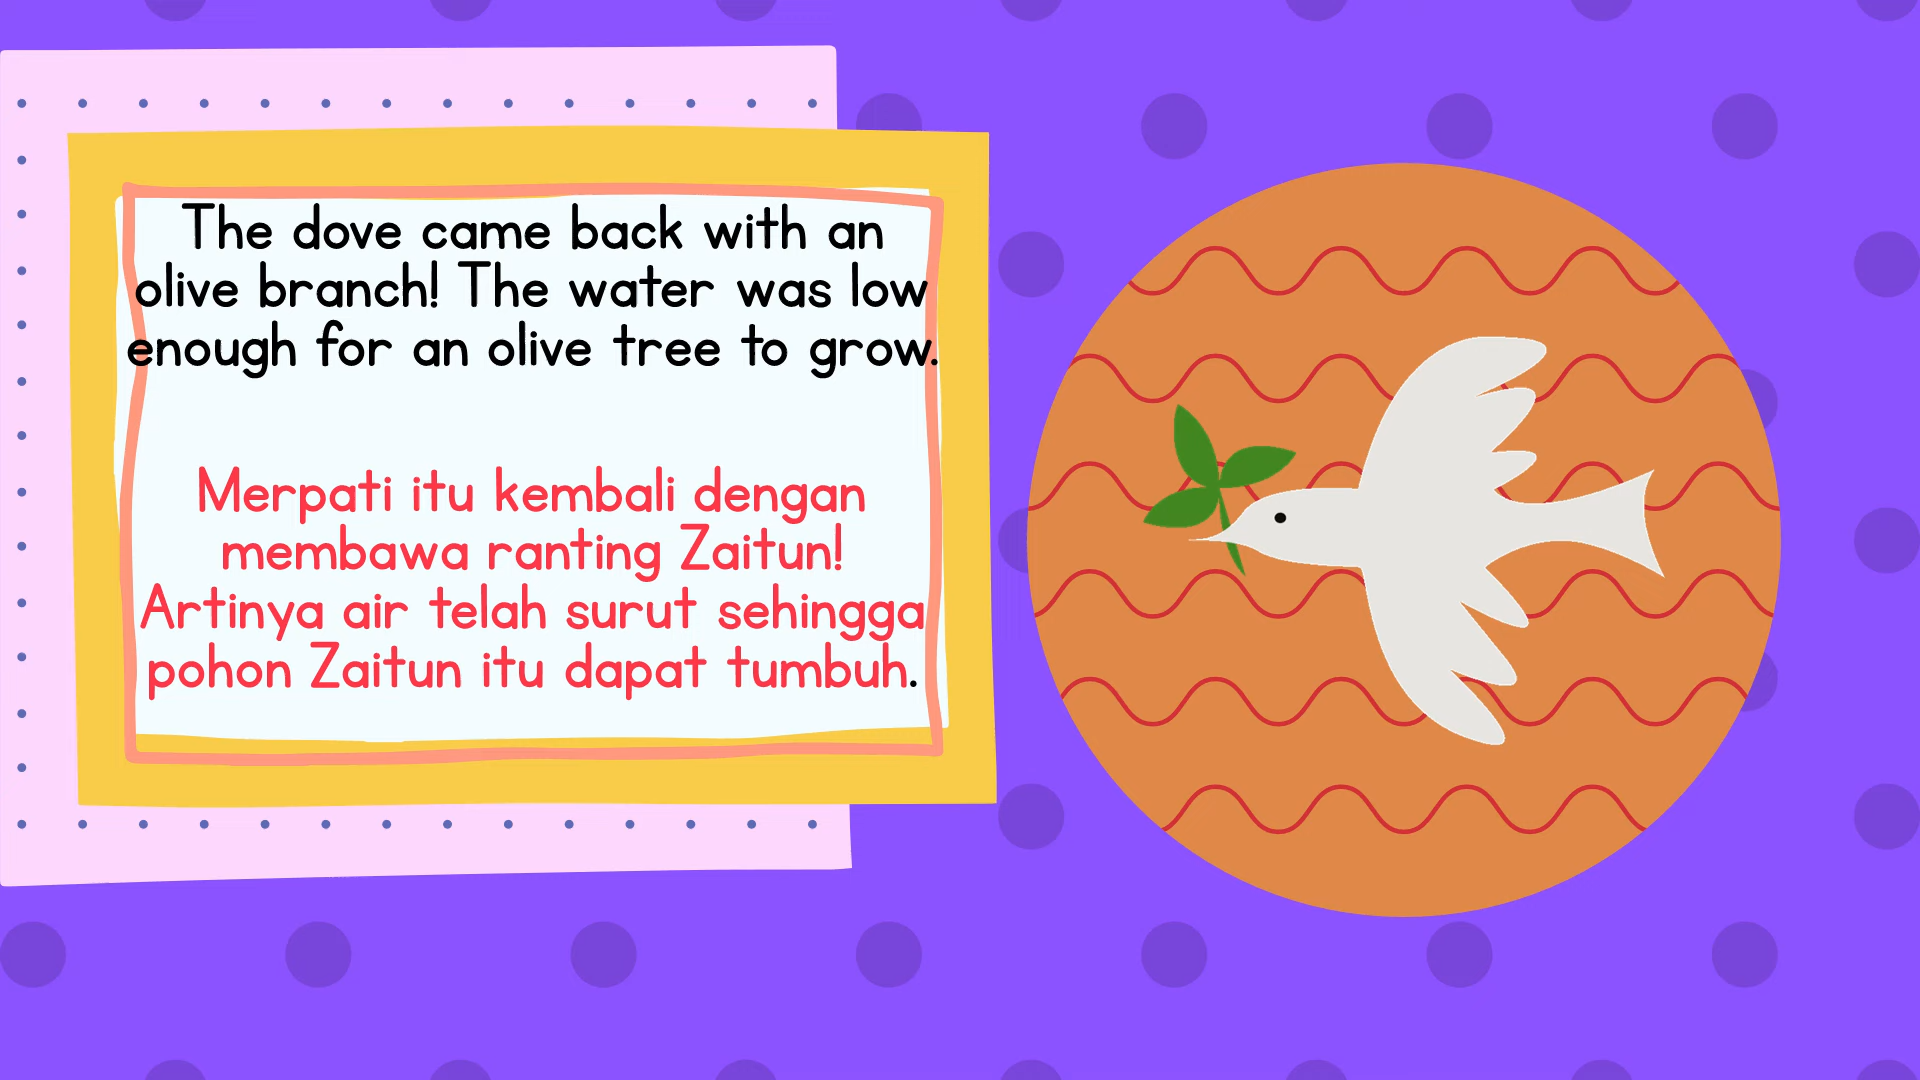 The dove came back with an
olive branch! The water was low
enough for an olive tree to grow.
Merpati itu kembali dengan
membawa ranting Zaitun!
Artinya air telah surut sehingga
pohon Zaitun itu dapat tumbuh.